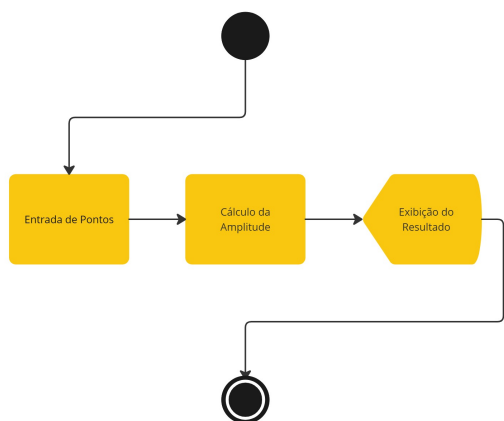 Entrada de Pontos
Cálculo da
Amplitude
Exibição do
Resultado